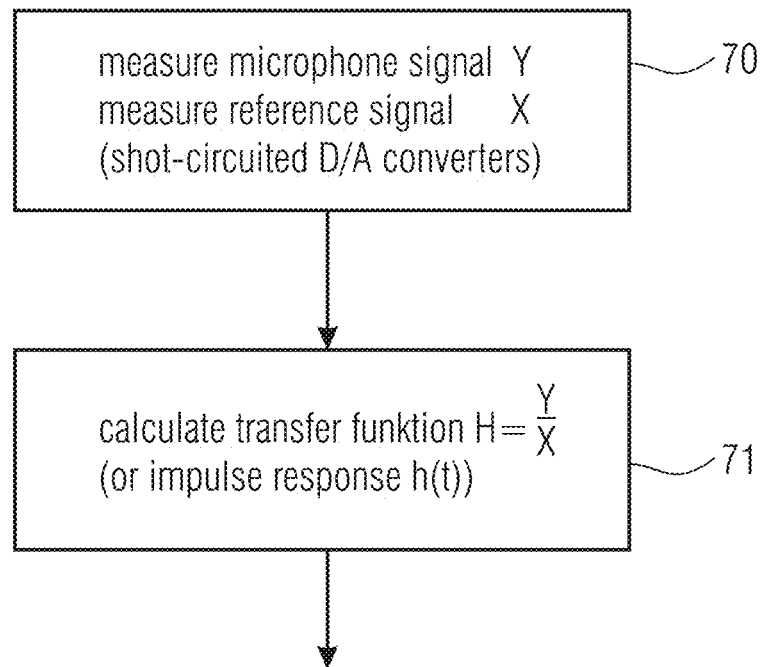 measure microphone signal Y
measure reference signal X
(shot-circuited D/A converters)
70
calculate transfer funktion H = Y/X
(or impulse response h(t))
71